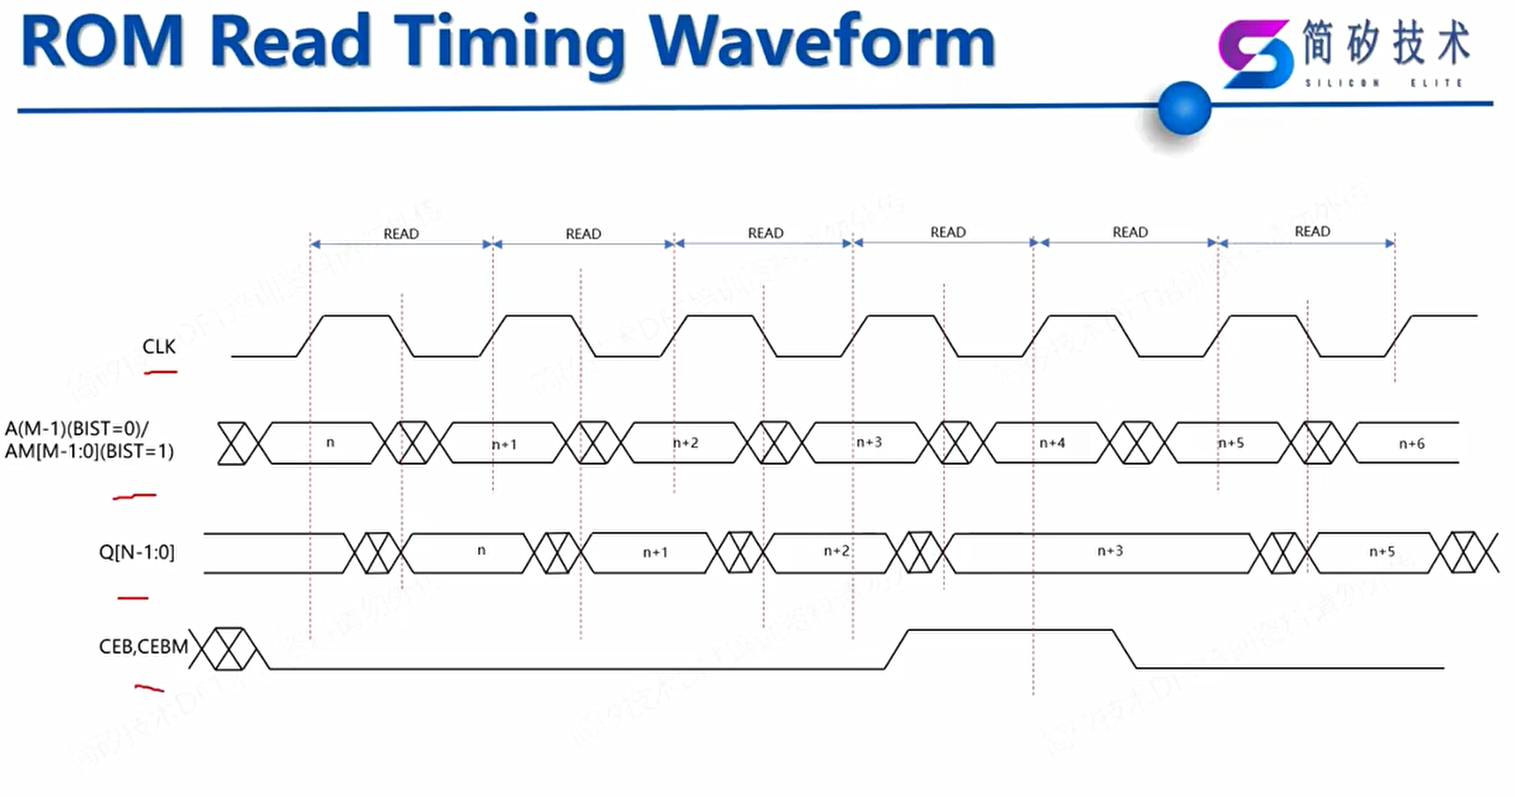 ROM Read Timing Waveform
简矽技术
SILICON ELITE
READ READ READ READ READ READ
CLK
A(M-1)(BIST=0)/
AM[M-1:0](BIST=1)
n n+1 n+2 n+3 n+4 n+5 n+6
Q[N-1:0]
n n+1 n+2 n+3 n+5
CEB,CEBM